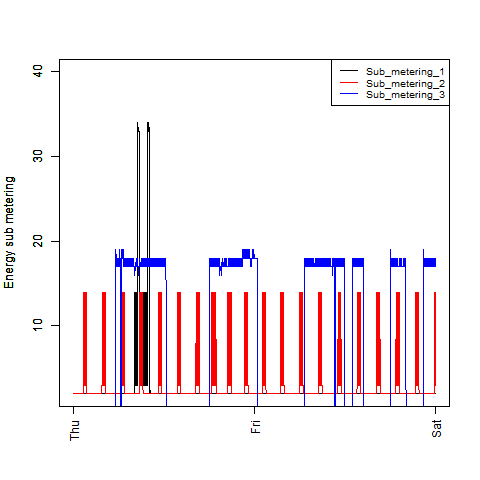 Sub_metering_1
Sub_metering_2
Sub_metering_3
Energy sub metering
40
30
20
10
Thu
Fri
Sat